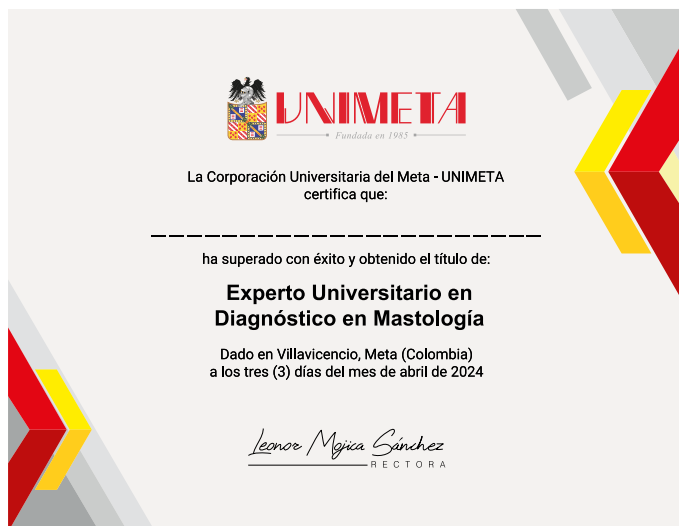 UNIMETA
Fundada en 1985
La Corporación Universitaria del Meta - UNIMETA
certifica que:
ha superado con éxito y obtenido el título de:
Experto Universitario en
Diagnóstico en Mastología
Dado en Villavicencio, Meta (Colombia)
a los tres (3) días del mes de abril de 2024
Leonor Mojica Sánchez
RECTORA